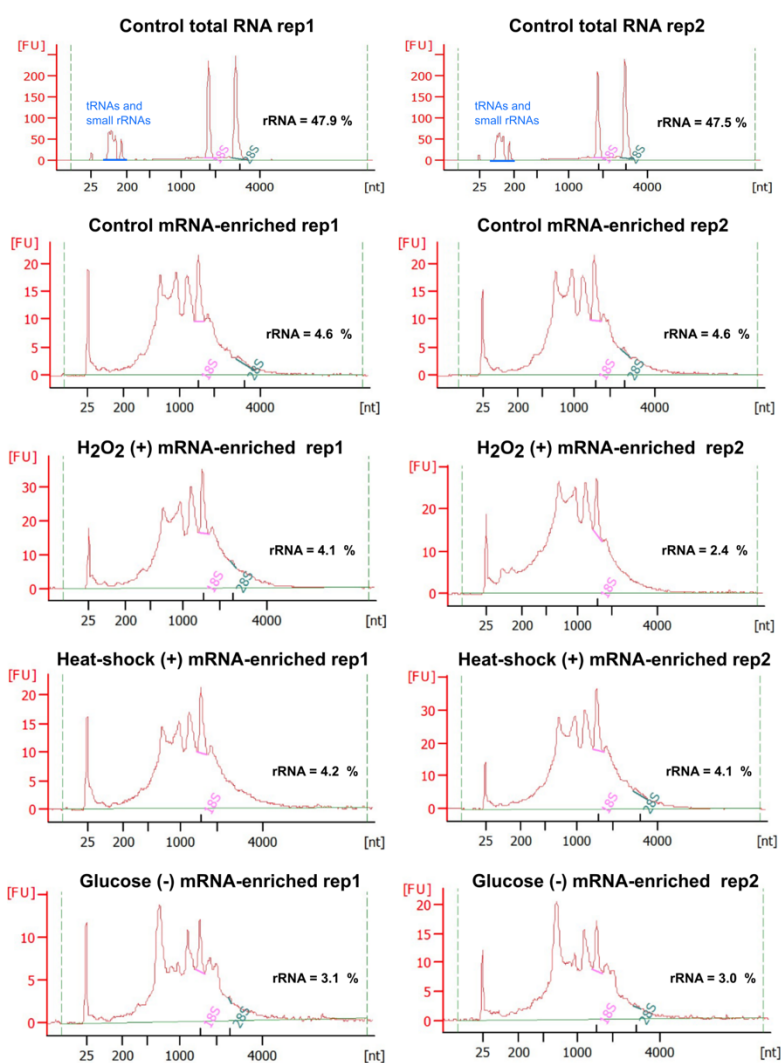 Control total RNA rep1
[FU]
200
150
100
50
0
tRNAs and
small rRNAs
rRNA = 47.9 %
18S
28S
25 200 1000 4000 [nt]
Control total RNA rep2
[FU]
200
150
100
50
0
tRNAs and
small rRNAs
rRNA = 47.5 %
18S
28S
25 200 1000 4000 [nt]
Control mRNA-enriched rep1
[FU]
20
15
10
5
0
rRNA = 4.6 %
18S
28S
25 200 1000 4000 [nt]
Control mRNA-enriched rep2
[FU]
20
15
10
5
0
rRNA = 4.6 %
18S
28S
25 200 1000 4000 [nt]
H₂O₂ (+) mRNA-enriched rep1
[FU]
30
20
10
0
rRNA = 4.1 %
18S
28S
25 200 1000 4000 [nt]
H₂O₂ (+) mRNA-enriched rep2
[FU]
30
20
10
0
rRNA = 2.4 %
18S
25 200 1000 4000 [nt]
Heat-shock (+) mRNA-enriched rep1
[FU]
20
15
10
5
0
rRNA = 4.2 %
18S
25 200 1000 4000 [nt]
Heat-shock (+) mRNA-enriched rep2
[FU]
30
20
10
0
rRNA = 4.1 %
18S
28S
25 200 1000 4000 [nt]
Glucose (-) mRNA-enriched rep1
[FU]
10
5
0
rRNA = 3.1 %
18S
28S
25 200 1000 4000 [nt]
Glucose (-) mRNA-enriched rep2
[FU]
20
15
10
5
0
rRNA = 3.0 %
18S
28S
25 200 1000 4000 [nt]